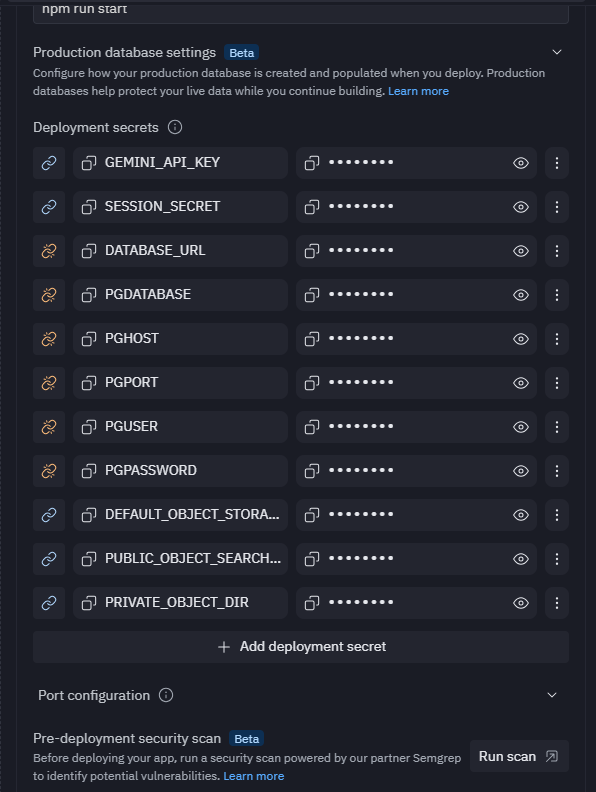 npm run start
Production database settings Beta
Configure how your production database is created and populated when you deploy. Production
databases help protect your live data while you continue building. Learn more
Deployment secrets
GEMINI_API_KEY ••••••••
SESSION_SECRET ••••••••
DATABASE_URL ••••••••
PGDATABASE ••••••••
PGHOST ••••••••
PGPORT ••••••••
PGUSER ••••••••
PGPASSWORD ••••••••
DEFAULT_OBJECT_STORA... ••••••••
PUBLIC_OBJECT_SEARCH... ••••••••
PRIVATE_OBJECT_DIR ••••••••
Add deployment secret
Port configuration
Pre-deployment security scan Beta
Before deploying your app, run a security scan powered by our partner Semgrep
to identify potential vulnerabilities. Learn more
Run scan